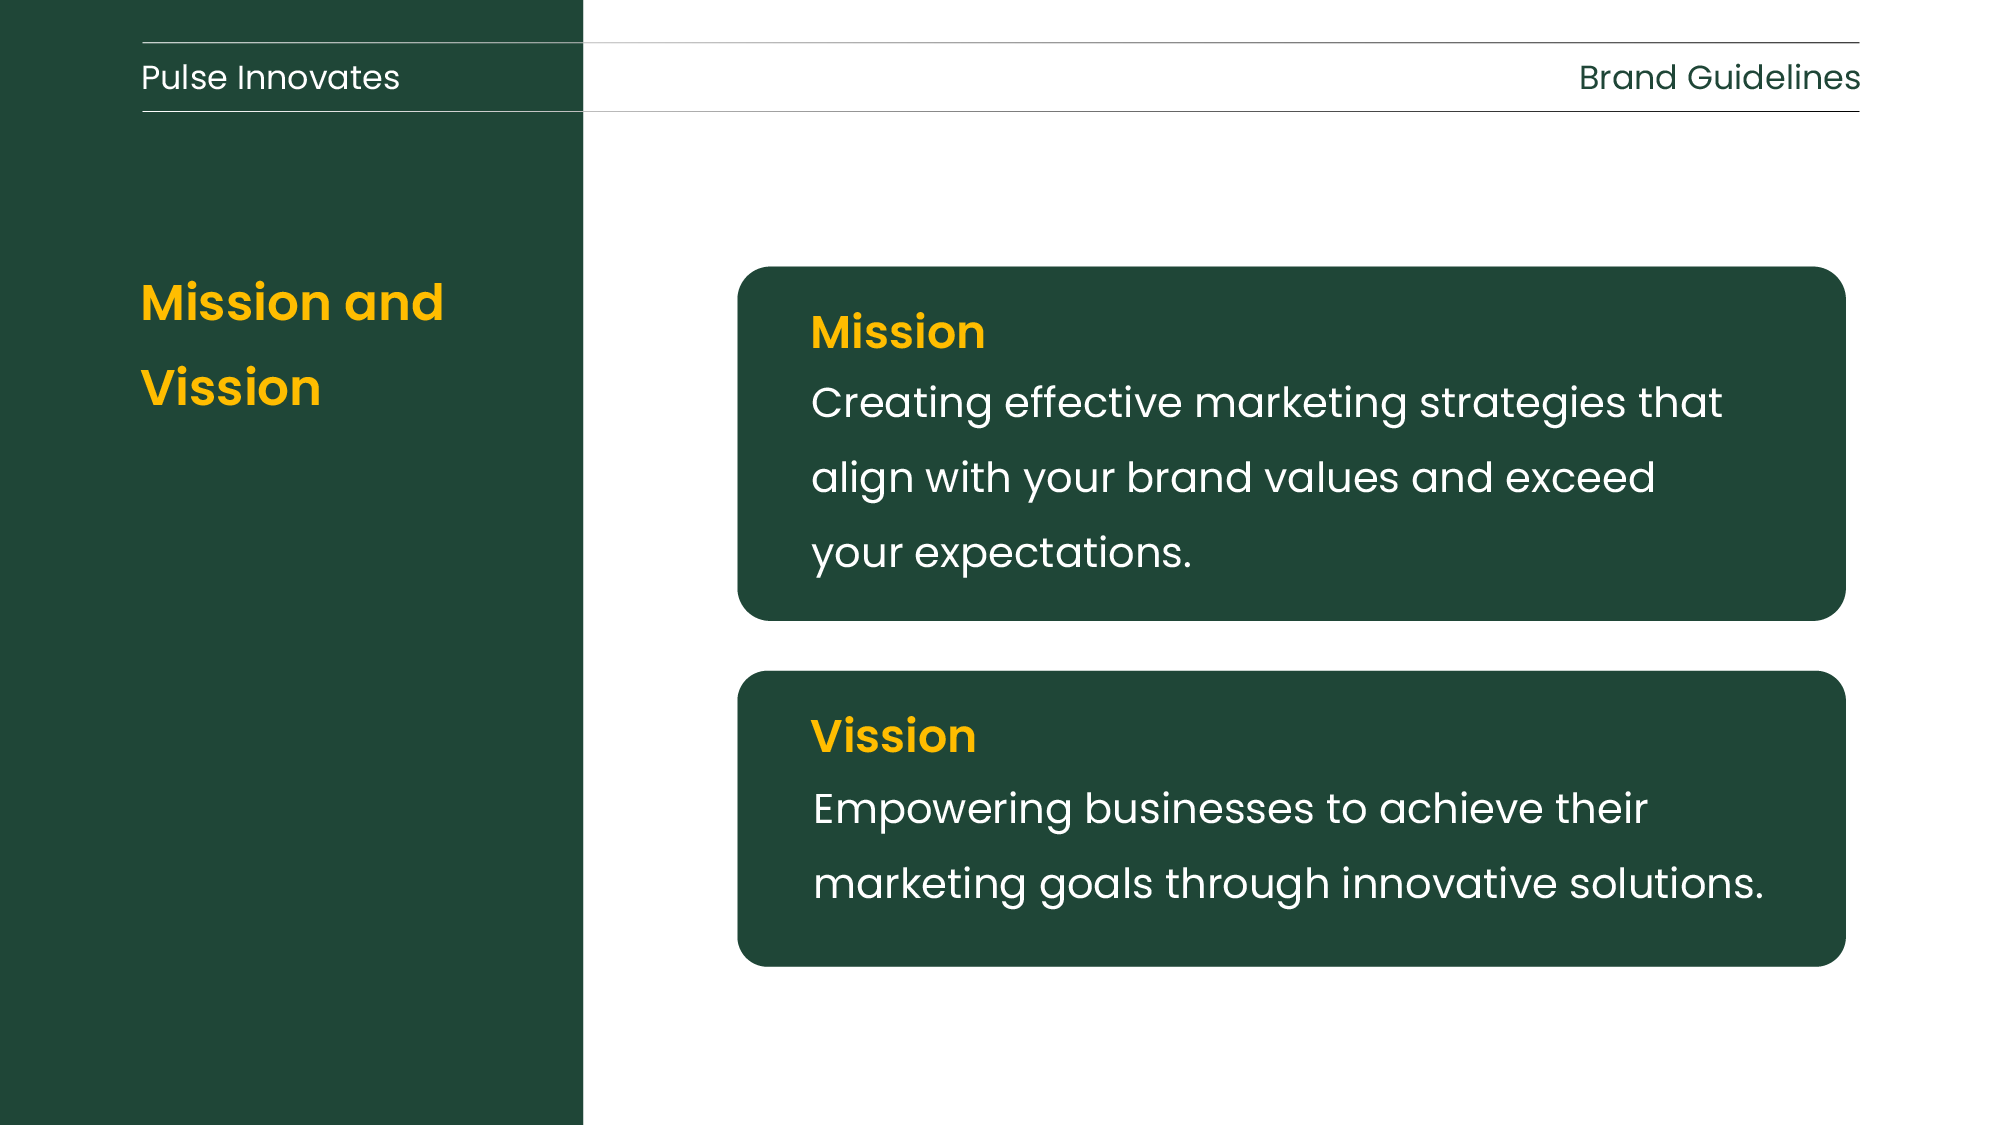 Pulse Innovates
Brand Guidelines
Mission and
Vission
Mission
Creating effective marketing strategies that
align with your brand values and exceed
your expectations.
Vission
Empowering businesses to achieve their
marketing goals through innovative solutions.